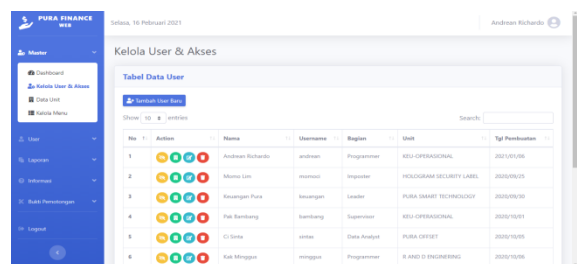 PURA FINANCE
WEB
Selasa, 16 Pebruari 2021
Andrean Richardo
Master
Dashboard
Kelola User & Akses
Data Unit
Kelola Menu
User
Laporan
Informasi
Bukti Pemotongan
Logout
Kelola User & Akses
Tabel Data User
Tambah User Baru
Show 10 entries
Search:
No Action Nama Username Bagian Unit Tgl Pembuatan
1 Andrean Richardo andrean Programmer KEU-OPERASIONAL 2021/01/06
2 Momo Lim momoci Importer HOLOGRAM SECURITY LABEL 2020/09/25
3 Keuangan Pura keuangan Leader PURA SMART TECHNOLOGY 2020/09/30
4 Pak Bambang bambang Supervisor KEU-OPERASIONAL 2020/10/01
5 Ci Sinta sintas Data Analyst PURA OFFSET 2020/10/05
6 Kak Minggus minggus Programmer R AND D ENGINERING 2020/10/06